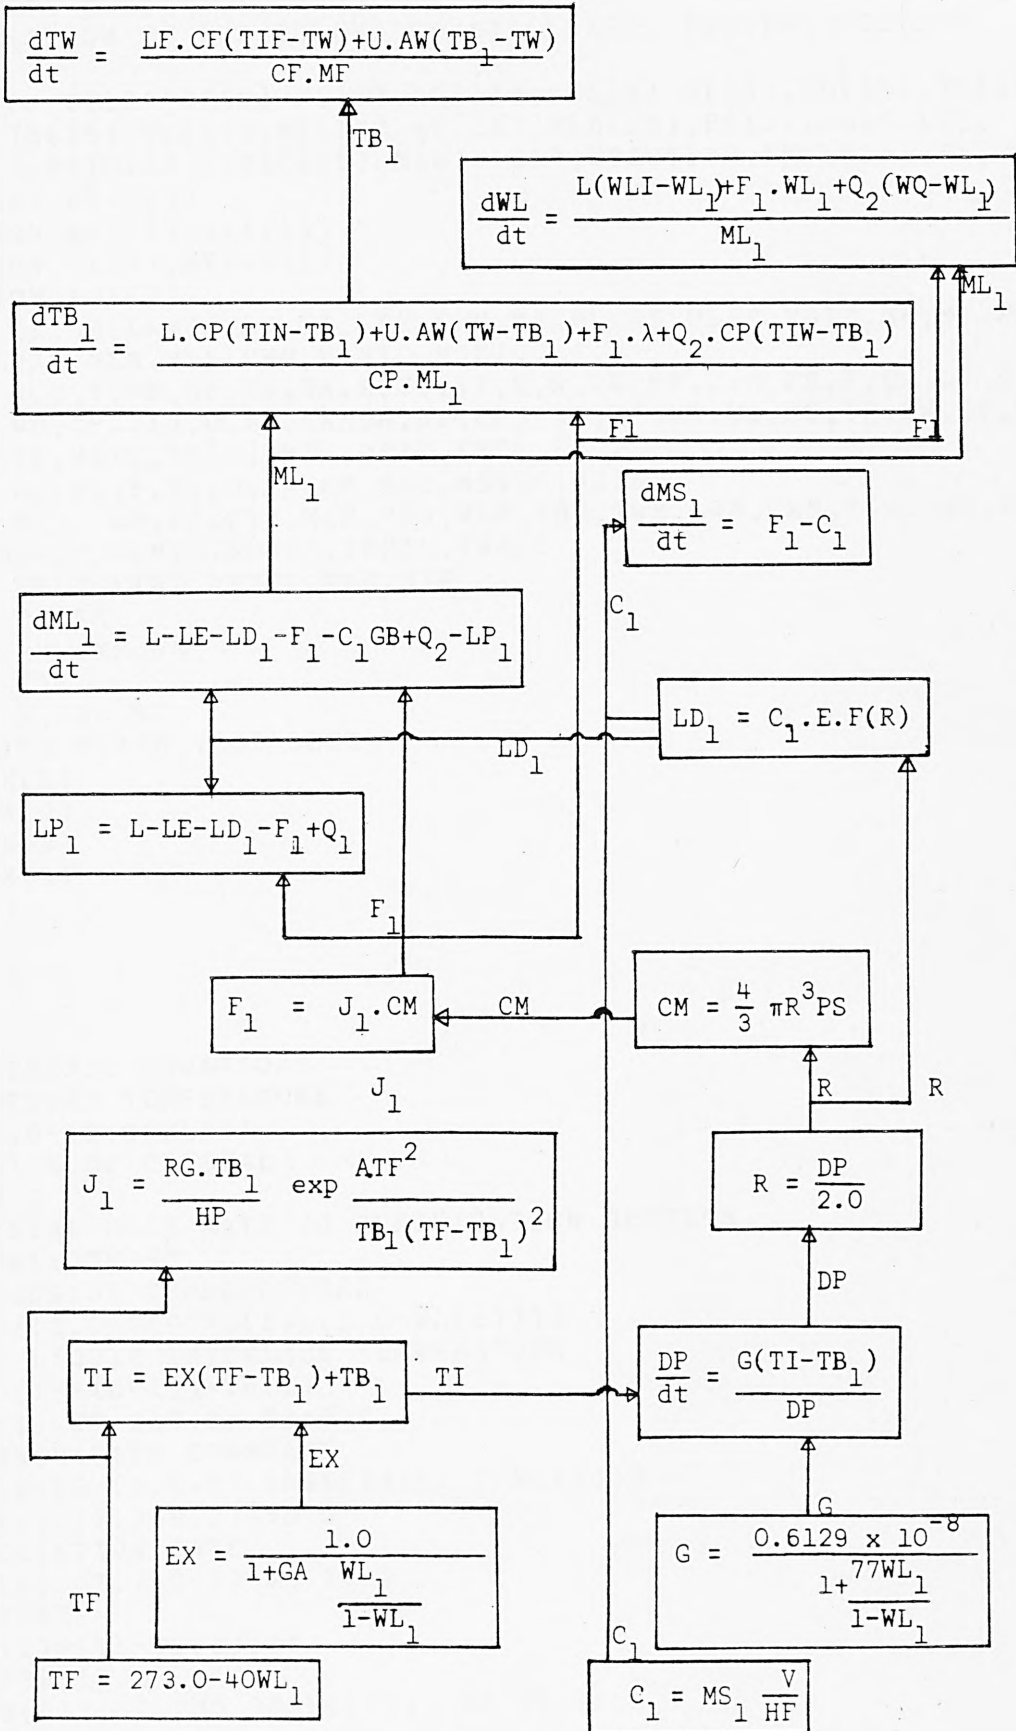 dTW/dt = LF.CF(TIF-TW)+U.AW(TB₁-TW)/CF.MF
TB₁
dWL/dt = L(WLI-WL₁)+F₁.WL₁+Q₂(WQ-WL₁)/ML₁
ML₁
dTB₁/dt = L.CP(TIN-TB₁)+U.AW(TW-TB₁)+F₁.λ+Q₂.CP(TIW-TB₁)/CP.ML₁
F1
F1
ML₁
dMS₁/dt = F₁-C₁
C₁
dML₁/dt = L-LE-LD₁-F₁-C₁GB+Q₂-LP₁
LD₁ = C₁.E.F(R)
LD₁
LP₁ = L-LE-LD₁-F₁+Q₁
F₁
F₁ = J₁.CM
CM
CM = 4/3 πR³PS
J₁
R
R
J₁ = RG.TB₁/HP exp ATF²/TB₁(TF-TB₁)²
R = DP/2.0
DP
TI = EX(TF-TB₁)+TB₁
TI
DP/dt = G(TI-TB₁)/DP
EX
G
EX = 1.0/1+GA WL₁/1-WL₁
G = 0.6129 x 10⁻⁸/1+77WL₁/1-WL₁
TF
C₁
TF = 273.0-40WL₁
C₁ = MS₁ V/HF